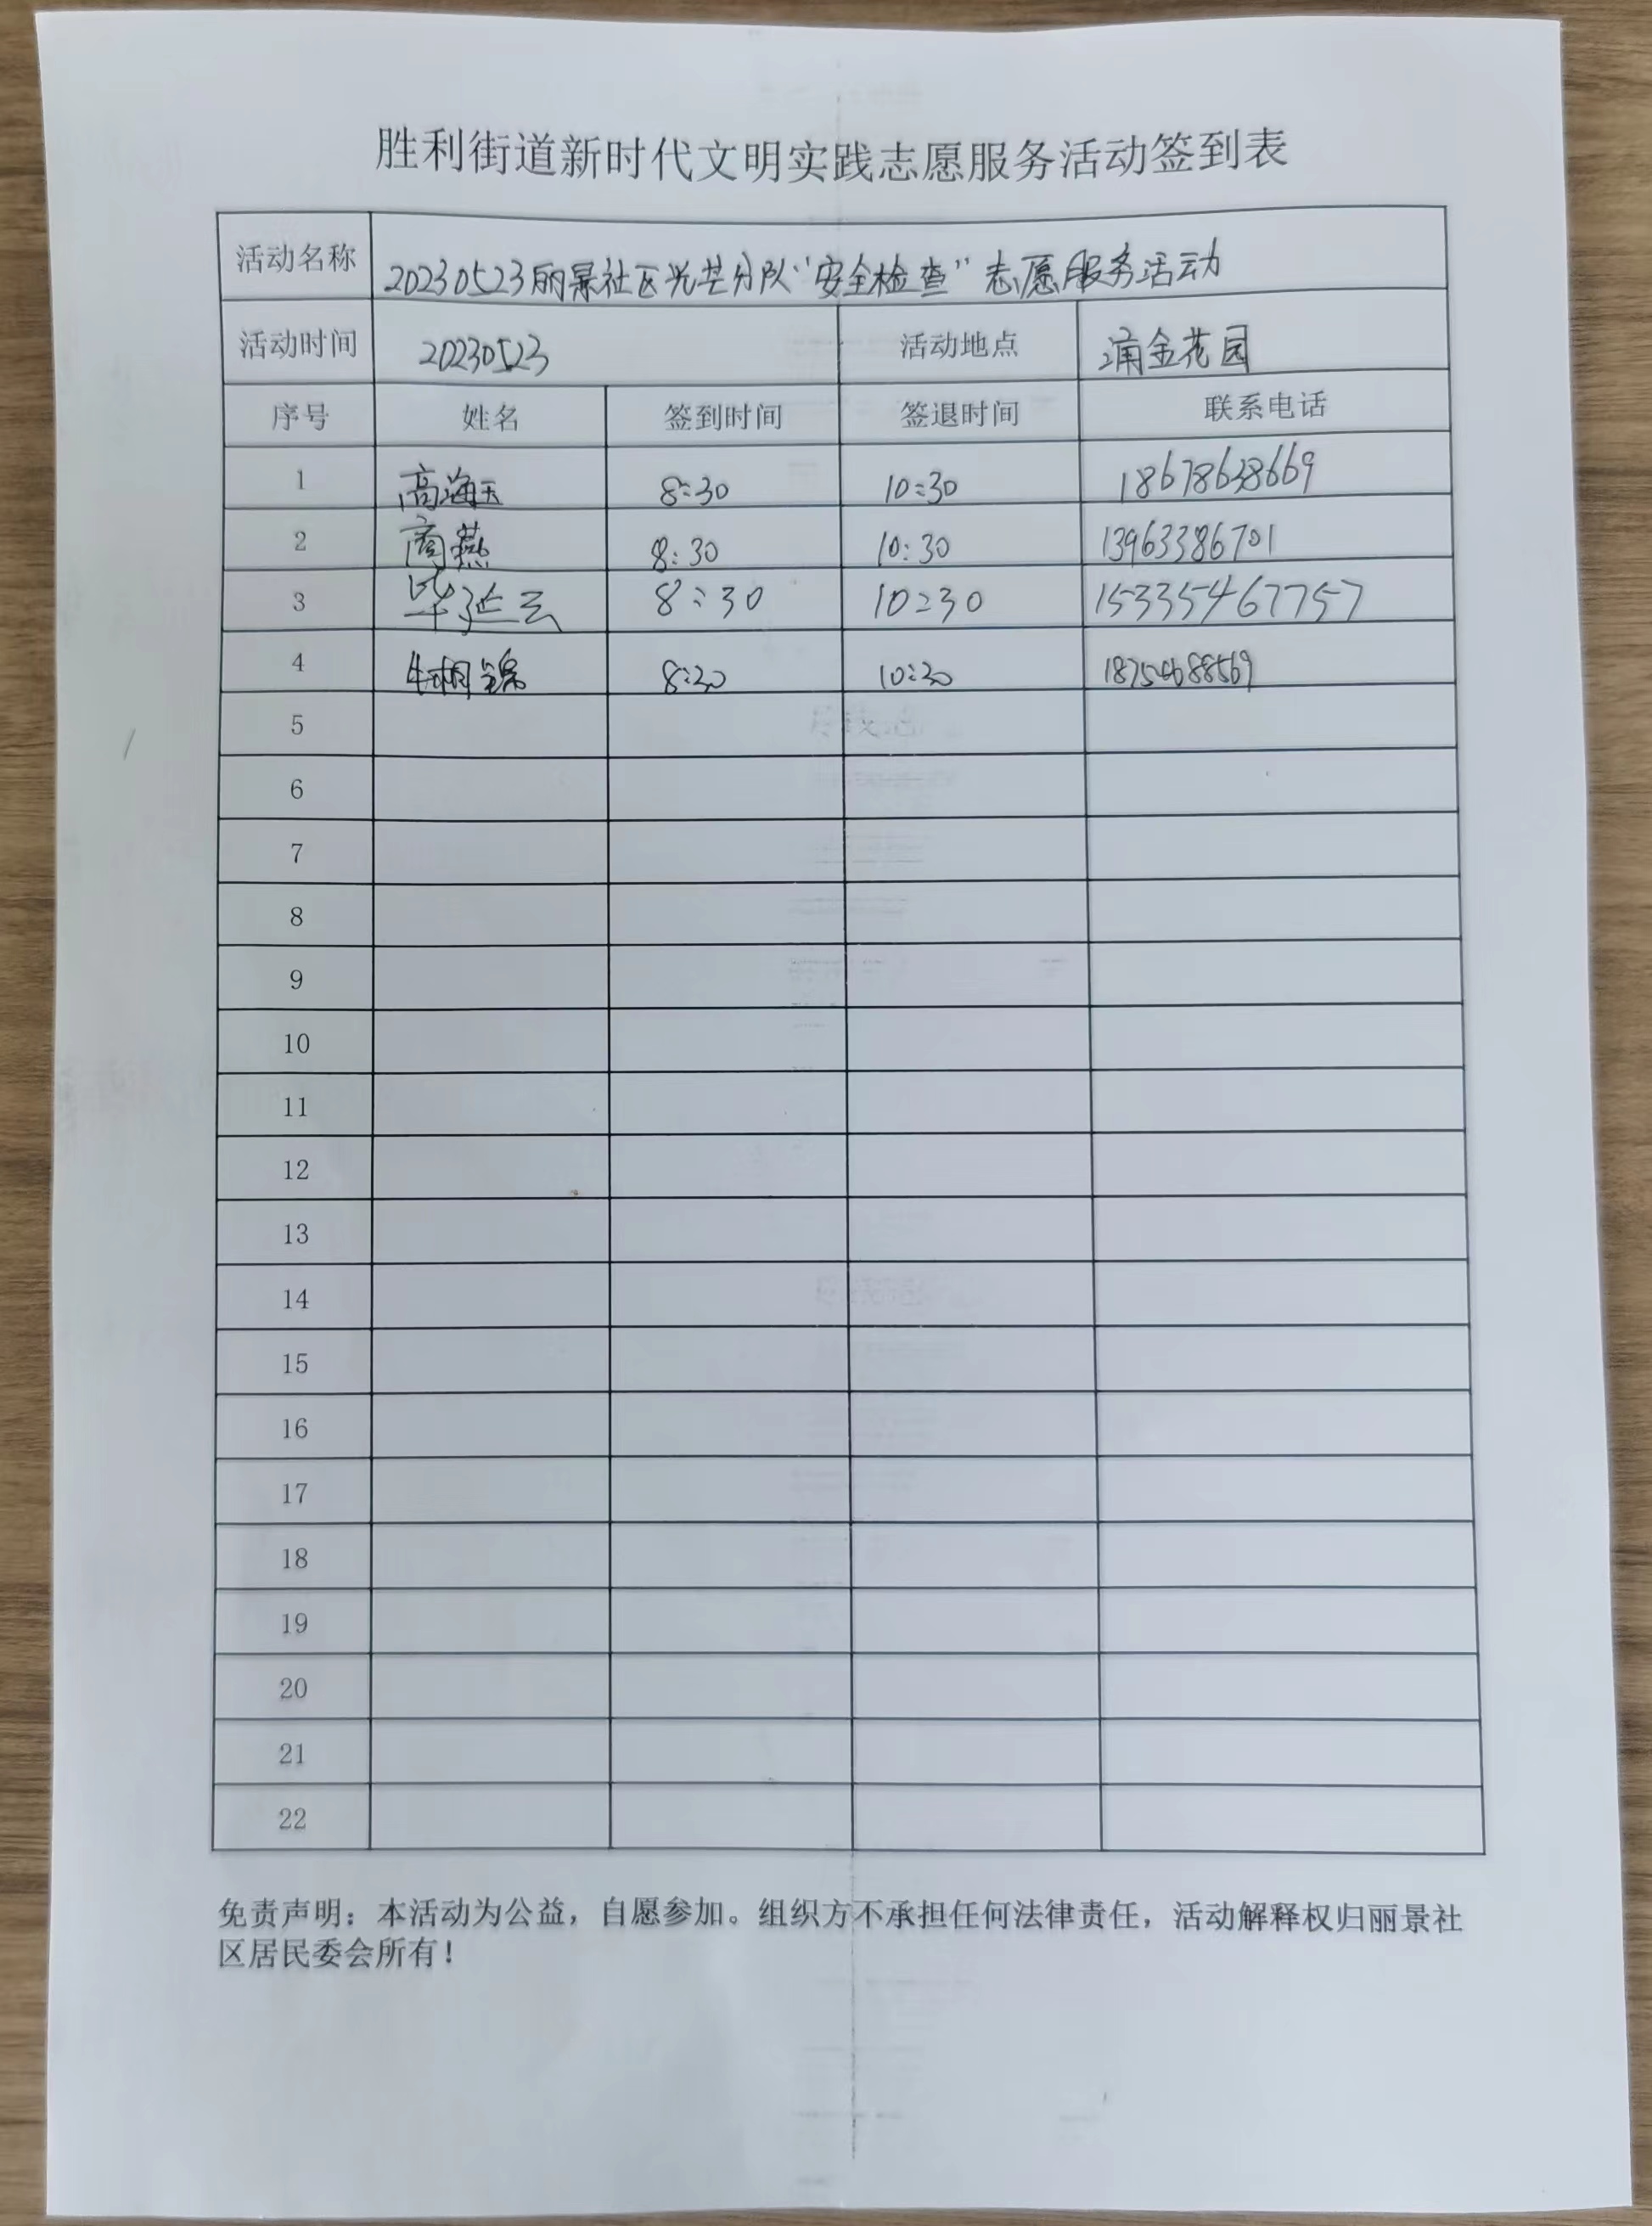 胜利街道新时代文明实践志愿服务活动签到表
活动名称 20230523丽景社区光芒分队“安全检查”志愿服务活动
活动时间 20230523 活动地点 涌金花园
序号 姓名 签到时间 签退时间 联系电话
1 高海玉 8:30 10:30 18678638669
2 商燕 8:30 10:30 13963386701
3 毕延云 8:30 10:30 15335467757
4 8:30 10:30
5
6
7
8
9
10
11
12
13
14
15
16
17
18
19
20
21
22
免责声明：本活动为公益，自愿参加。组织方不承担任何法律责任，活动解释权归丽景社
区居民委会所有！